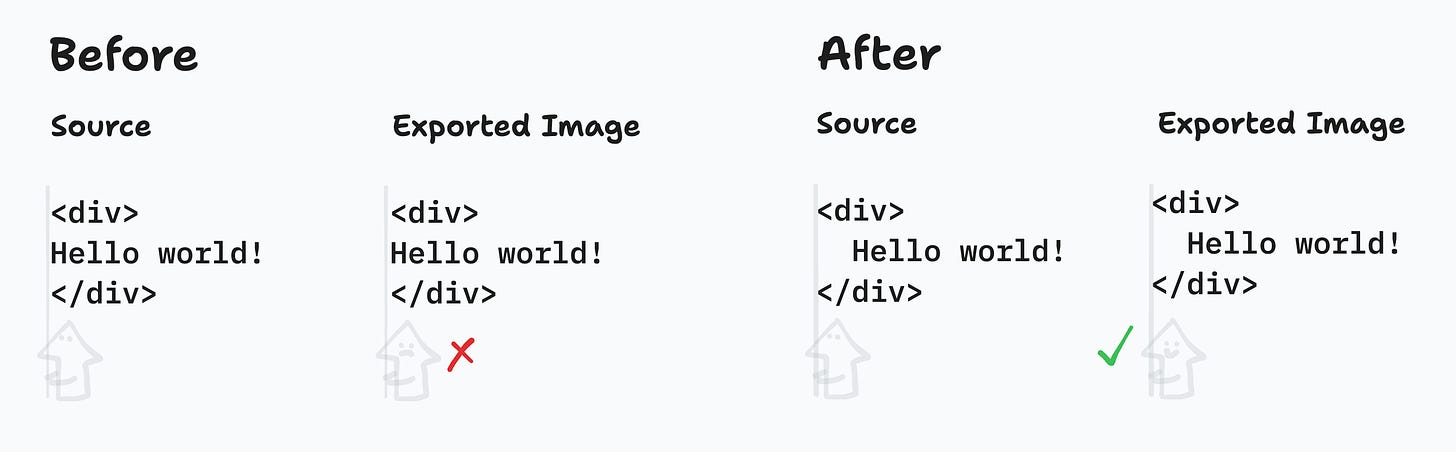 Before
Source
<div>
Hello world!
</div>
Exported Image
<div>
Hello world!
</div>
After
Source
<div>
  Hello world!
</div>
Exported Image
<div>
  Hello world!
</div>